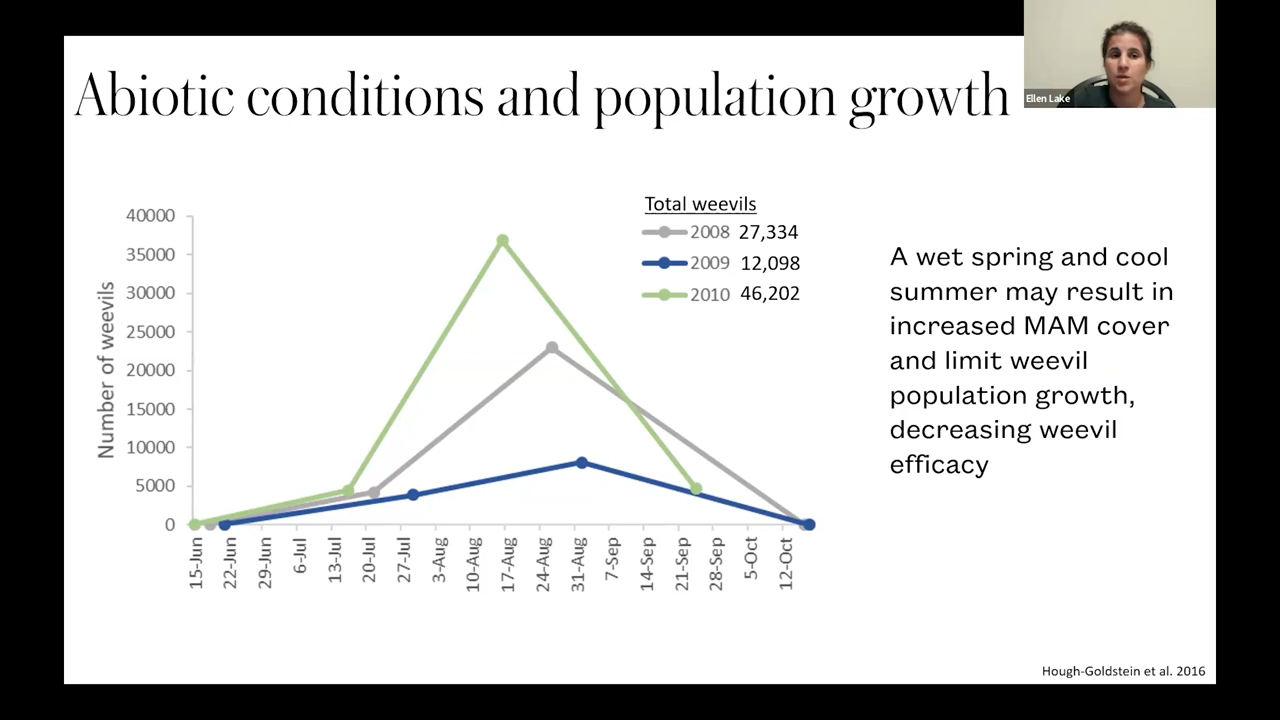 Abiotic conditions and population growth
Ellen Lake
Total weevils
2008 27,334
2009 12,098
2010 46,202
40000
35000
30000
25000
20000
15000
10000
5000
0
Number of weevils
15-Jun
22-Jun
29-Jun
6-Jul
13-Jul
20-Jul
27-Jul
3-Aug
10-Aug
17-Aug
24-Aug
31-Aug
7-Sep
14-Sep
21-Sep
28-Sep
5-Oct
12-Oct
A wet spring and cool
summer may result in
increased MAM cover
and limit weevil
population growth,
decreasing weevil
efficacy
Hough-Goldstein et al. 2016